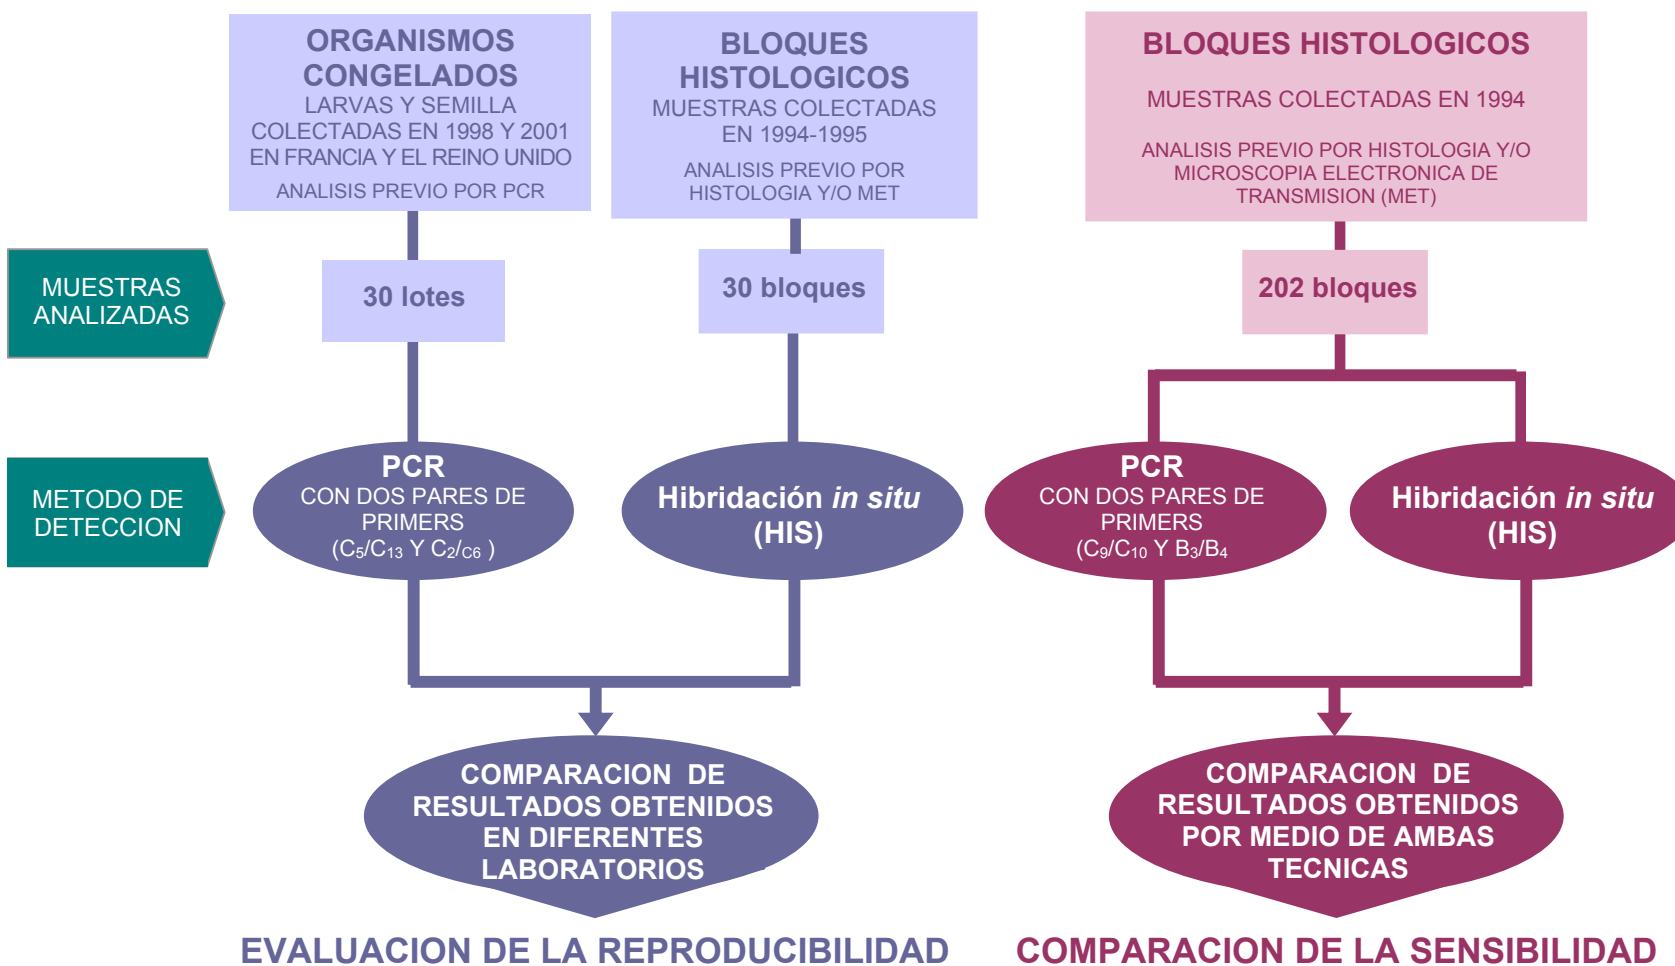 ORGANISMOS
CONGELADOS
LARVAS Y SEMILLA
COLECTADAS EN 1998 Y 2001
EN FRANCIA Y EL REINO UNIDO
ANALISIS PREVIO POR PCR
BLOQUES
HISTOLOGICOS
MUESTRAS COLECTADAS
EN 1994-1995
ANALISIS PREVIO POR
HISTOLOGIA Y/O MET
BLOQUES HISTOLOGICOS
MUESTRAS COLECTADAS EN 1994
ANALISIS PREVIO POR HISTOLOGIA Y/O
MICROSCOPIA ELECTRONICA DE
TRANSMISION (MET)
MUESTRAS
ANALIZADAS
30 lotes
30 bloques
202 bloques
METODO DE
DETECCION
PCR
CON DOS PARES DE
PRIMERS
(C5/C13 Y C2/C6 )
Hibridación in situ
(HIS)
PCR
CON DOS PARES DE
PRIMERS
(C9/C10 Y B3/B4
Hibridación in situ
(HIS)
COMPARACION DE
RESULTADOS OBTENIDOS
EN DIFERENTES
LABORATORIOS
COMPARACION DE
RESULTADOS OBTENIDOS
POR MEDIO DE AMBAS
TECNICAS
EVALUACION DE LA REPRODUCIBILIDAD
COMPARACION DE LA SENSIBILIDAD